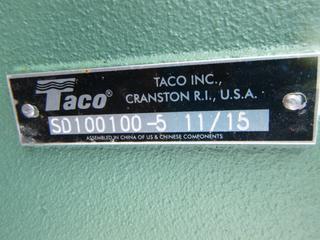 Taco®
TACO INC.,
CRANSTON R.I., U.S.A.
SD100100-5 11/15
ASSEMBLED IN CHINA OF US & CHINESE COMPONENTS